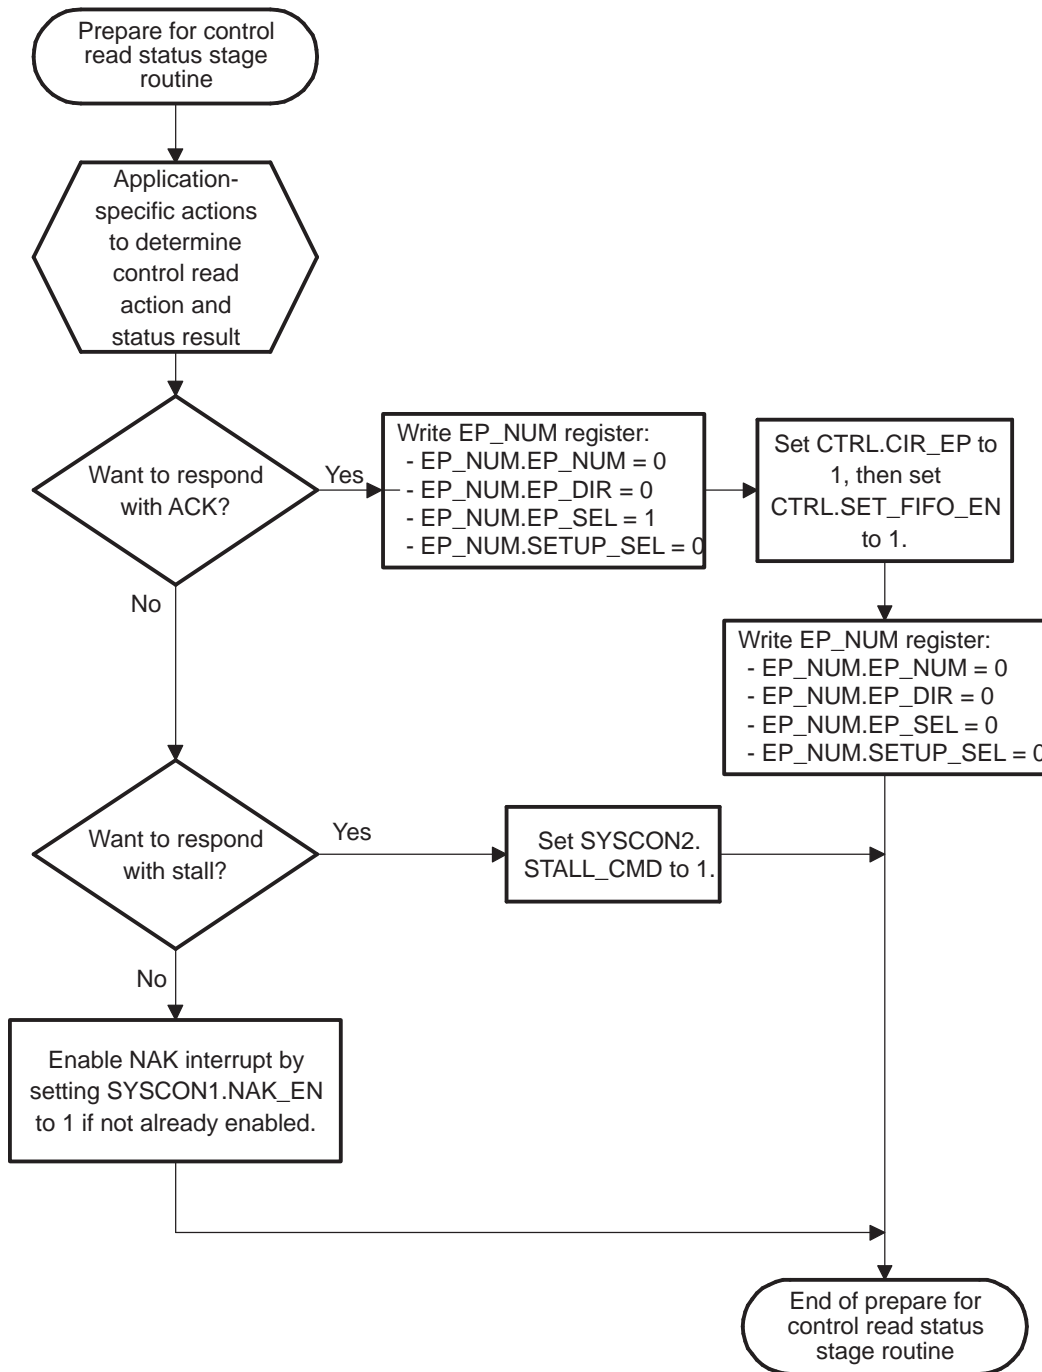 Prepare for control
read status stage
routine
Application-
specific actions
to determine
control read
action and
status result
Want to respond
with ACK?
Yes
No
Write EP_NUM register:
- EP_NUM.EP_NUM = 0
- EP_NUM.EP_DIR = 0
- EP_NUM.EP_SEL = 1
- EP_NUM.SETUP_SEL = 0
Set CTRL.CIR_EP to
1, then set
CTRL.SET_FIFO_EN
to 1.
Write EP_NUM register:
- EP_NUM.EP_NUM = 0
- EP_NUM.EP_DIR = 0
- EP_NUM.EP_SEL = 0
- EP_NUM.SETUP_SEL = 0
Want to respond
with stall?
Yes
No
Set SYSCON2.
STALL_CMD to 1.
Enable NAK interrupt by
setting SYSCON1.NAK_EN
to 1 if not already enabled.
End of prepare for
control read status
stage routine